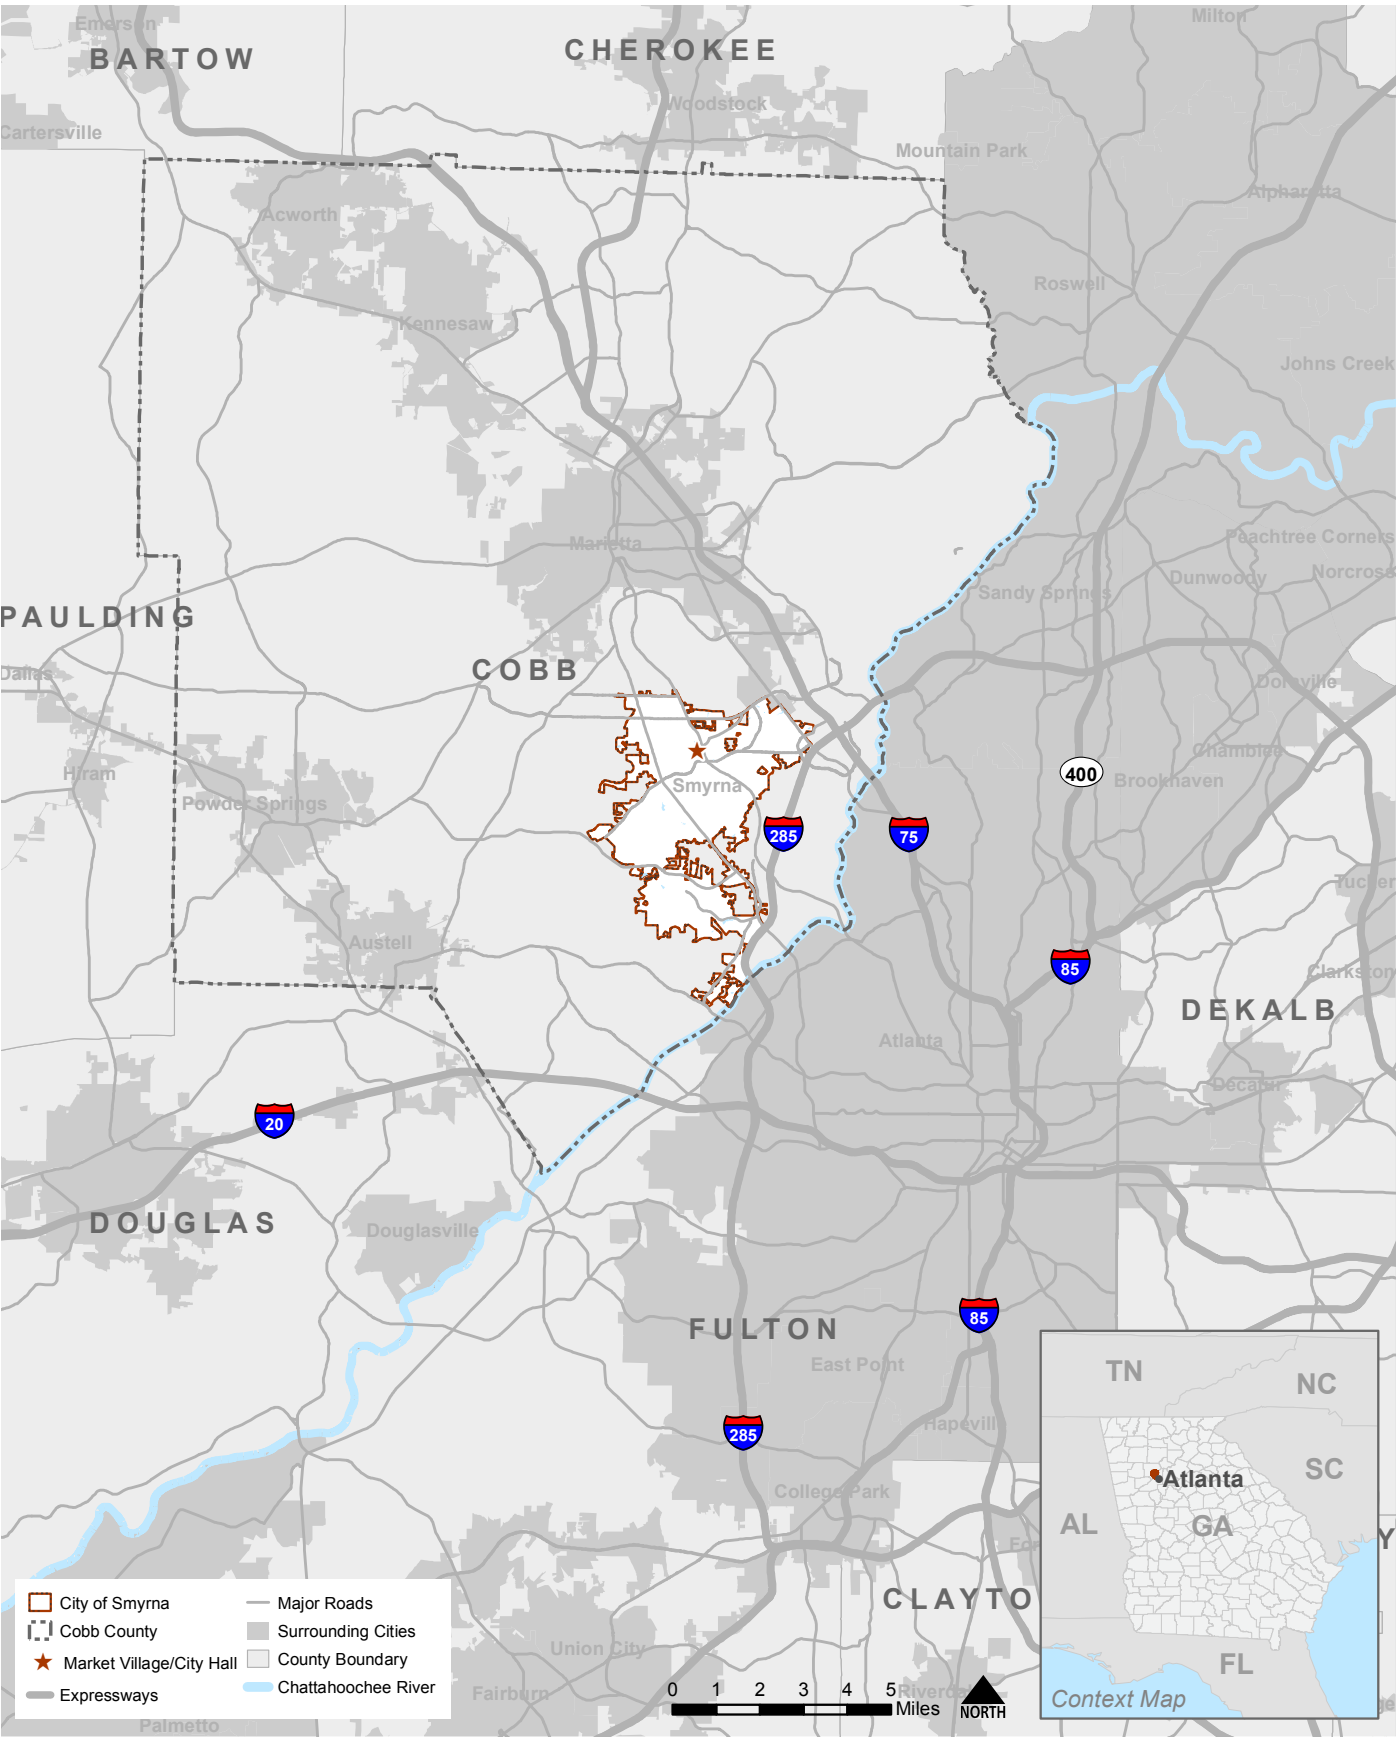 Emerson
BARTOW
CHEROKEE
Milton
Woodstock
Cartersville
Mountain Park
Alpharetta
Acworth
Roswell
Kennesaw
Johns Creek
Marietta
Peachtree Corners
Norcross
Dunwoody
Sandy Springs
PAULDING
COBB
Dallas
Doraville
Chamblee
400
Brookhaven
Hiram
Smyrna
Powder Springs
285
75
Tucker
Austell
85
Clarkston
DEKALB
Atlanta
Decatur
20
DOUGLAS
Douglasville
85
FULTON
East Point
Hapeville
285
College Park
For
CLAYTO
Y
Union City
Fairburn
Riverda
Palmetto
ge
TN
NC
SC
Atlanta
AL
GA
FL
Context Map
City of Smyrna
Cobb County
Market Village/City Hall
Expressways
Major Roads
Surrounding Cities
County Boundary
Chattahoochee River
0 1 2 3 4 5
Miles
NORTH